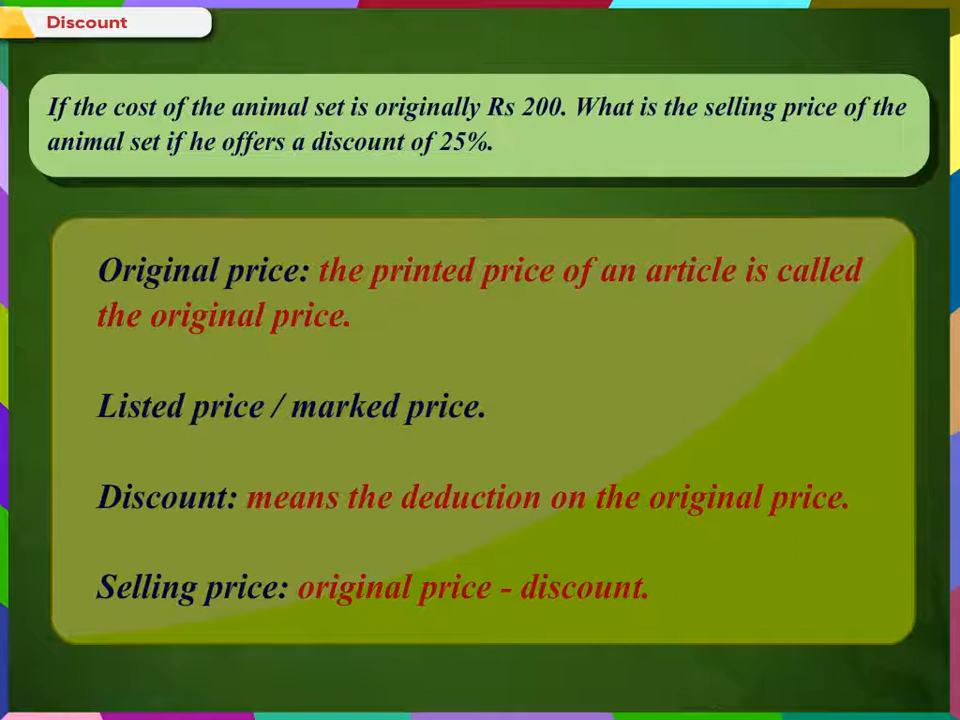 Discount
If the cost of the animal set is originally Rs 200. What is the selling price of the
animal set if he offers a discount of 25%.
Original price: the printed price of an article is called
the original price.
Listed price / marked price.
Discount: means the deduction on the original price.
Selling price: original price - discount.